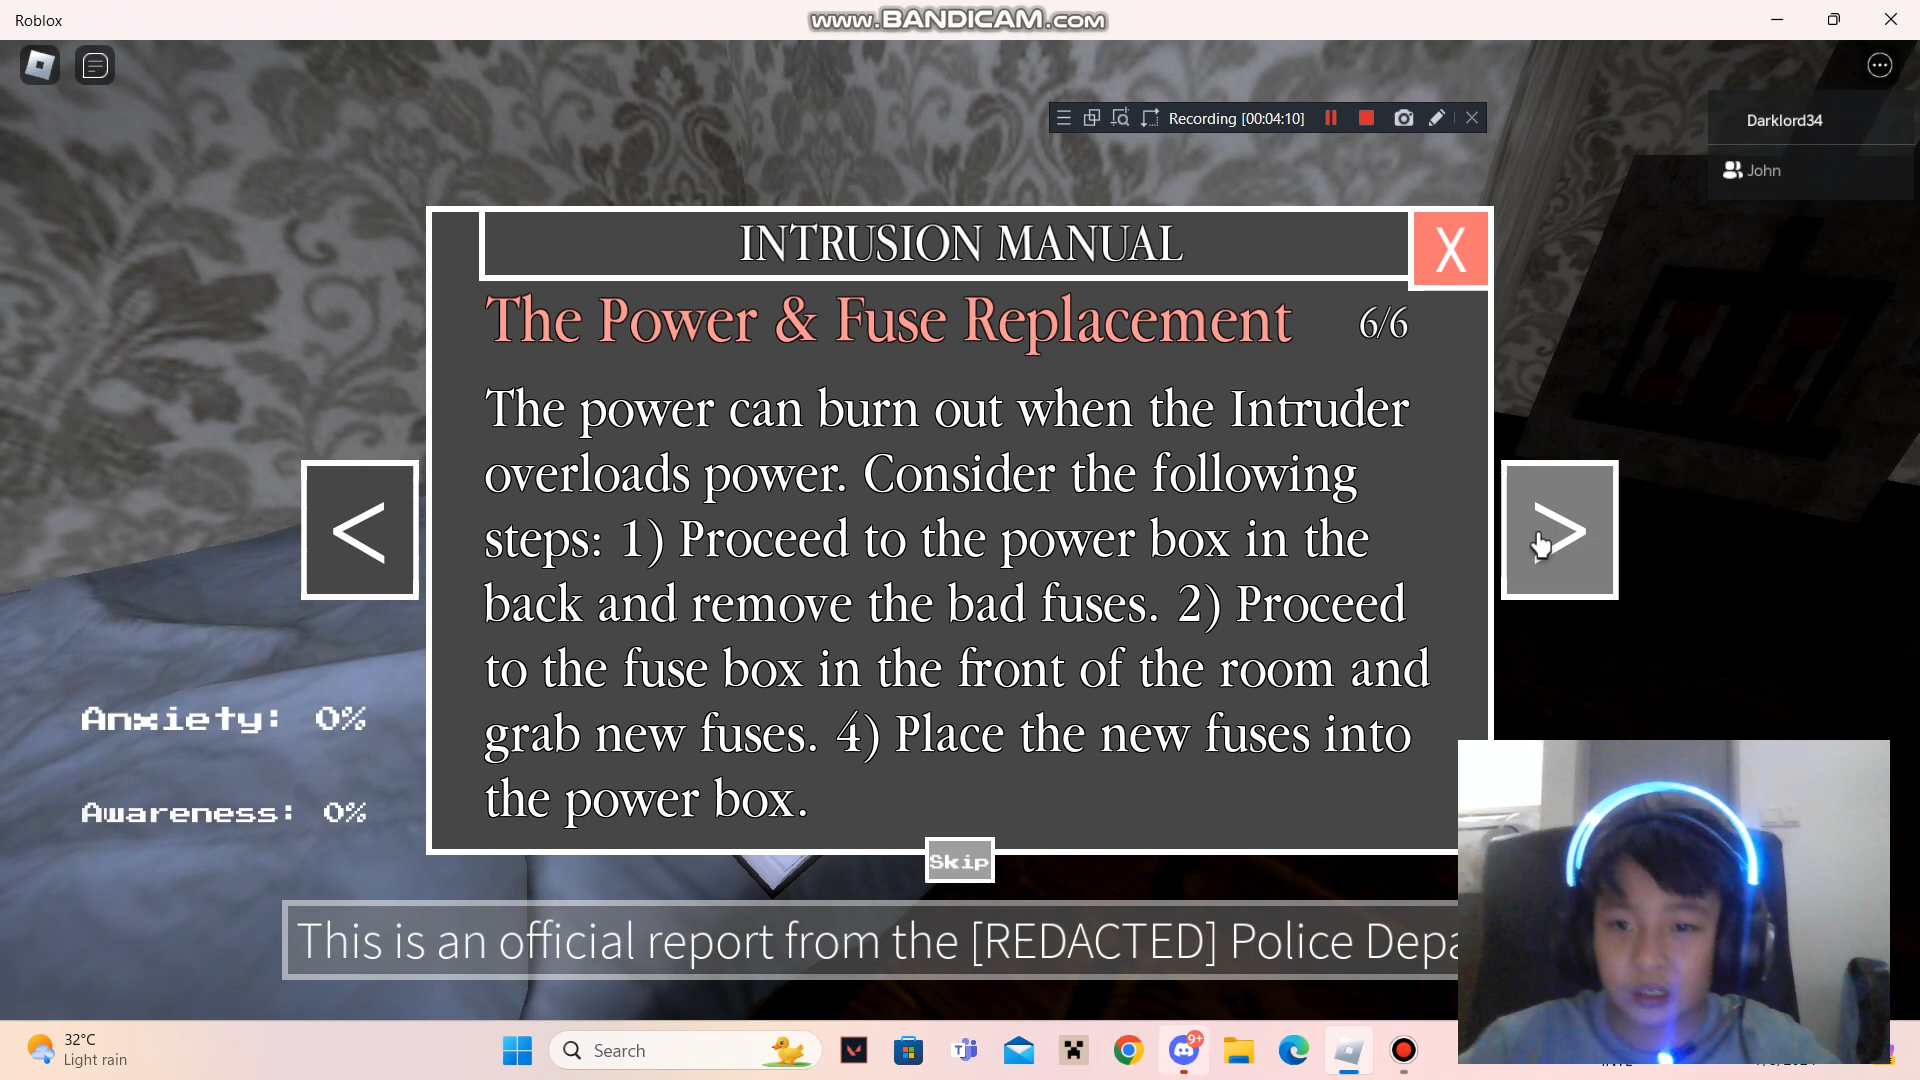 Roblox
www.BANDICAM.com
Recording [00:04:10]
Darklord34
John
INTRUSION MANUAL
X
The Power & Fuse Replacement 6/6
The power can burn out when the Intruder
overloads power. Consider the following
steps: 1) Proceed to the power box in the
back and remove the bad fuses. 2) Proceed
to the fuse box in the front of the room and
grab new fuses. 4) Place the new fuses into
the power box.
<
>
Anxiety: 0%
Awareness: 0%
Skip
This is an official report from the [REDACTED] Police Depa
32°C
Light rain
Search
9+